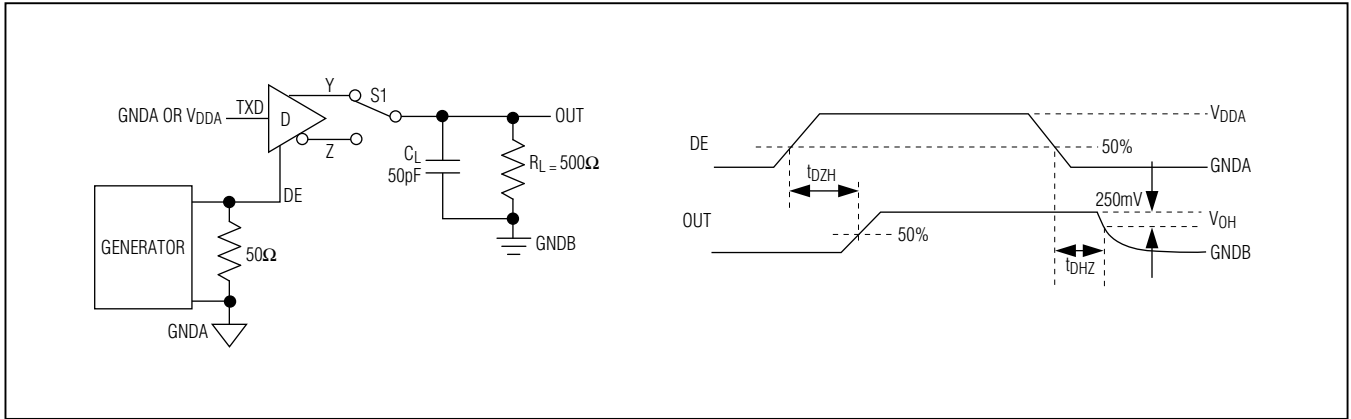 GNDA OR VDDA
TXD
D
Y
S1
Z
OUT
CL
50pF
RL = 500Ω
DE
GENERATOR
50Ω
GNDB
GNDA
DE
VDDA
50%
GNDA
tDZH
250mV
OUT
VOH
50%
GNDB
tDHZ